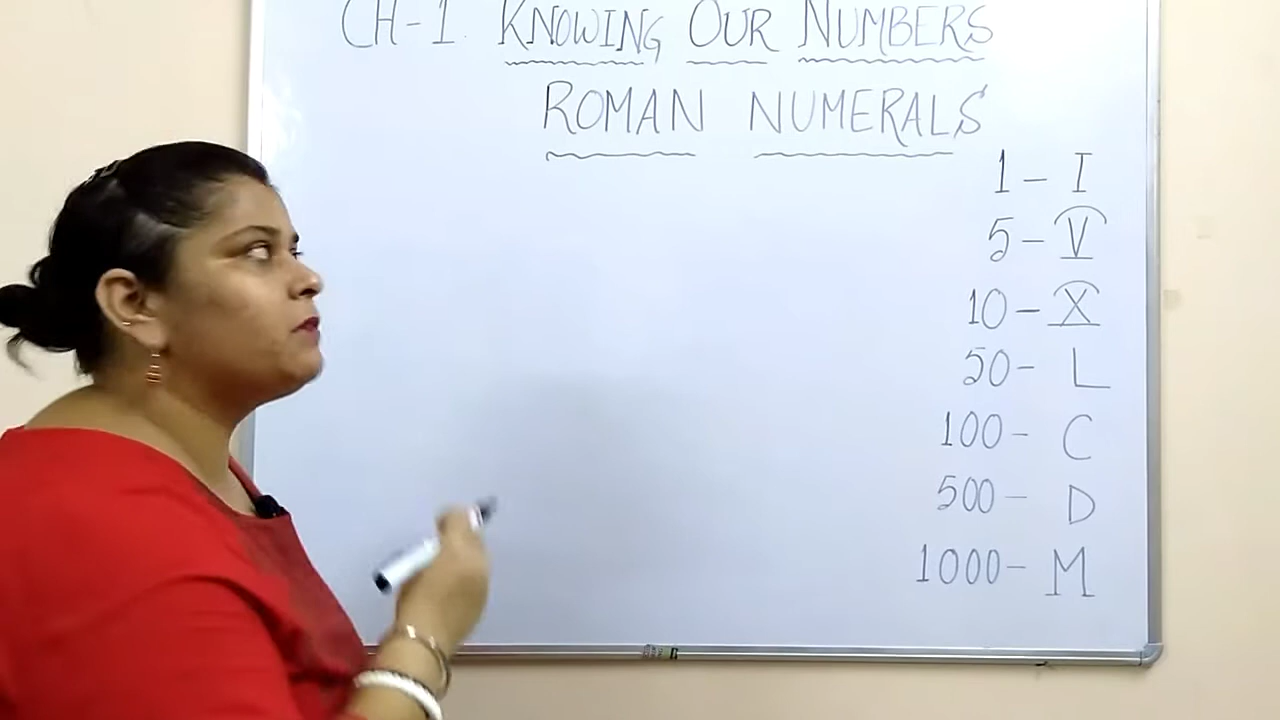 CH-1. KNOWING OUR NUMBERS
ROMAN NUMERALS
1 - I
5 - V
10 - X
50 - L
100 - C
500 - D
1000 - M